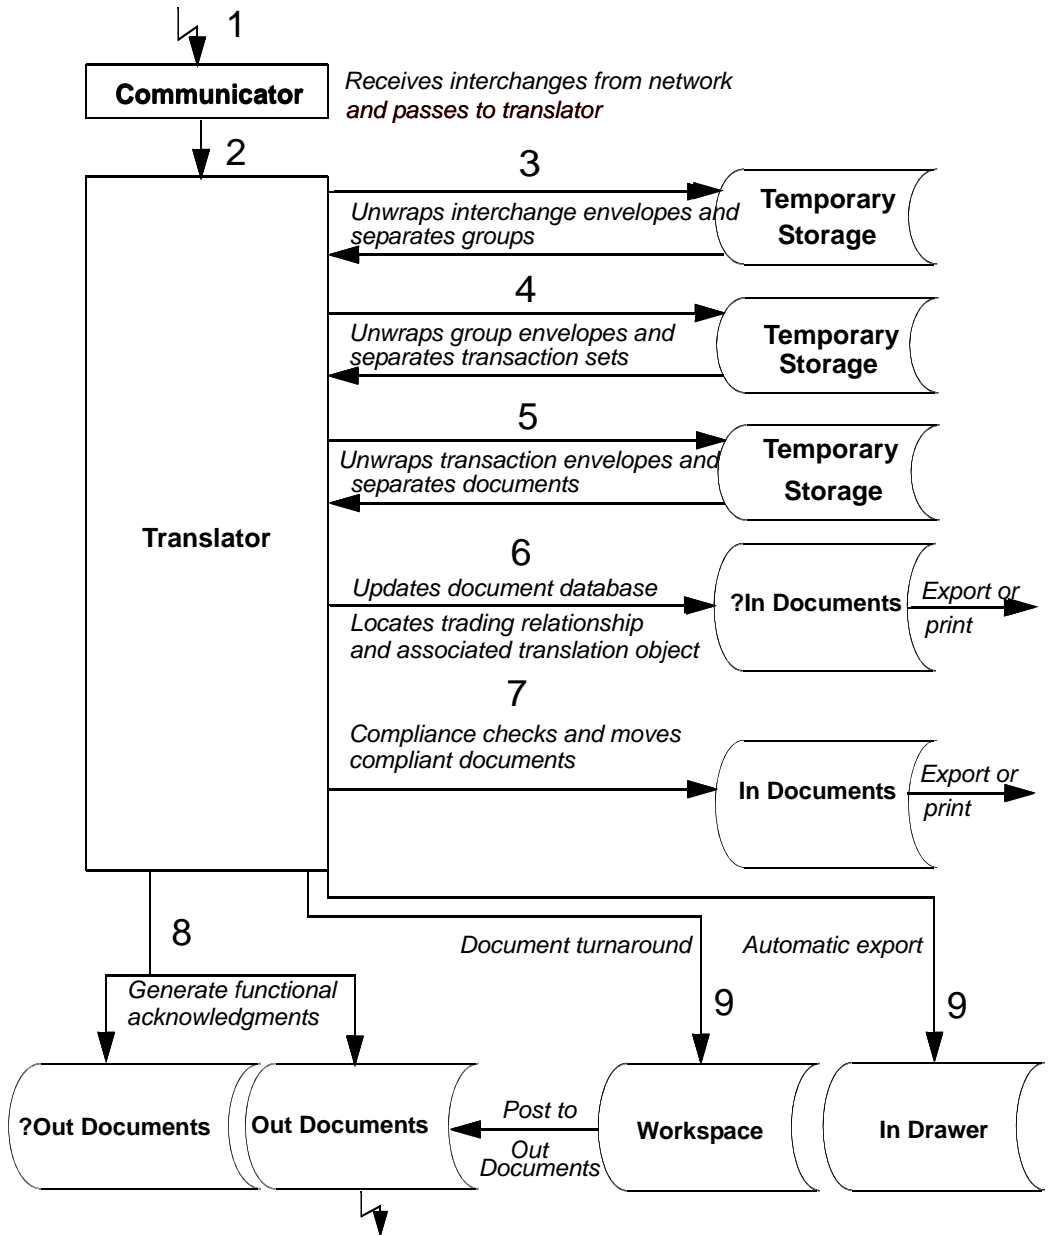 1
Communicator
Receives interchanges from network
and passes to translator
2
3
Unwraps interchange envelopes and
separates groups
Temporary
Storage
4
Unwraps group envelopes and
separates transaction sets
Temporary
Storage
5
Unwraps transaction envelopes and
separates documents
Temporary
Storage
Translator
6
Updates document database
Locates trading relationship
and associated translation object
?In Documents
Export or
print
7
Compliance checks and moves
compliant documents
In Documents
Export or
print
8
Generate functional
acknowledgments
Document turnaround
9
Automatic export
9
?Out Documents
Out Documents
Post to
Out
Documents
Workspace
In Drawer